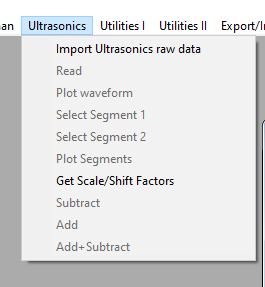 nan Ultrasonics Utilities I Utilities II Export/I
Import Ultrasonics raw data
Read
Plot waveform
Select Segment 1
Select Segment 2
Plot Segments
Get Scale/Shift Factors
Subtract
Add
Add+Subtract